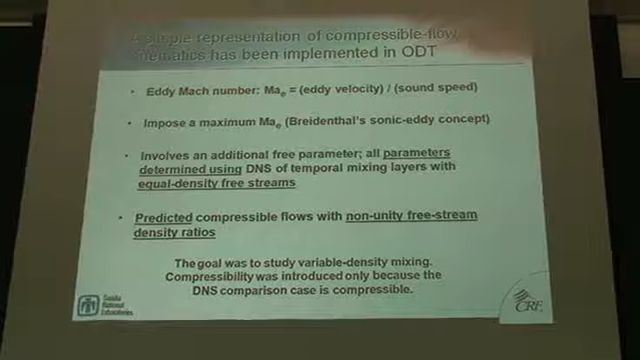 A simple representation of compressible-flow
kinematics has been implemented in ODT
• Eddy Mach number: Maₑ = (eddy velocity) / (sound speed)
• Impose a maximum Maₑ (Breidenthal's sonic-eddy concept)
• Involves an additional free parameter; all parameters
determined using DNS of temporal mixing layers with
equal-density free streams
• Predicted compressible flows with non-unity free-stream
density ratios
The goal was to study variable-density mixing.
Compressibility was introduced only because the
DNS comparison case is compressible.
Sandia
National
Laboratories
CRF